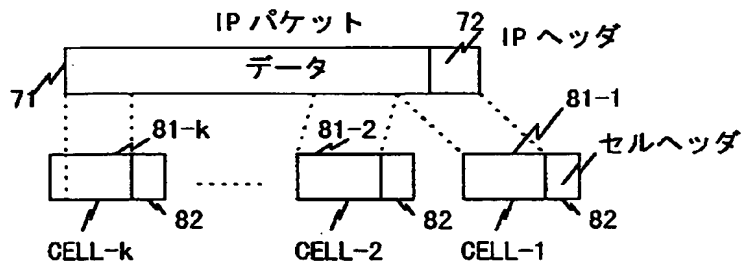 IP パケット
72
IP ヘッダ
データ
71
81-1
81-k
81-2
セルヘッダ
82
82
82
CELL-k
CELL-2
CELL-1